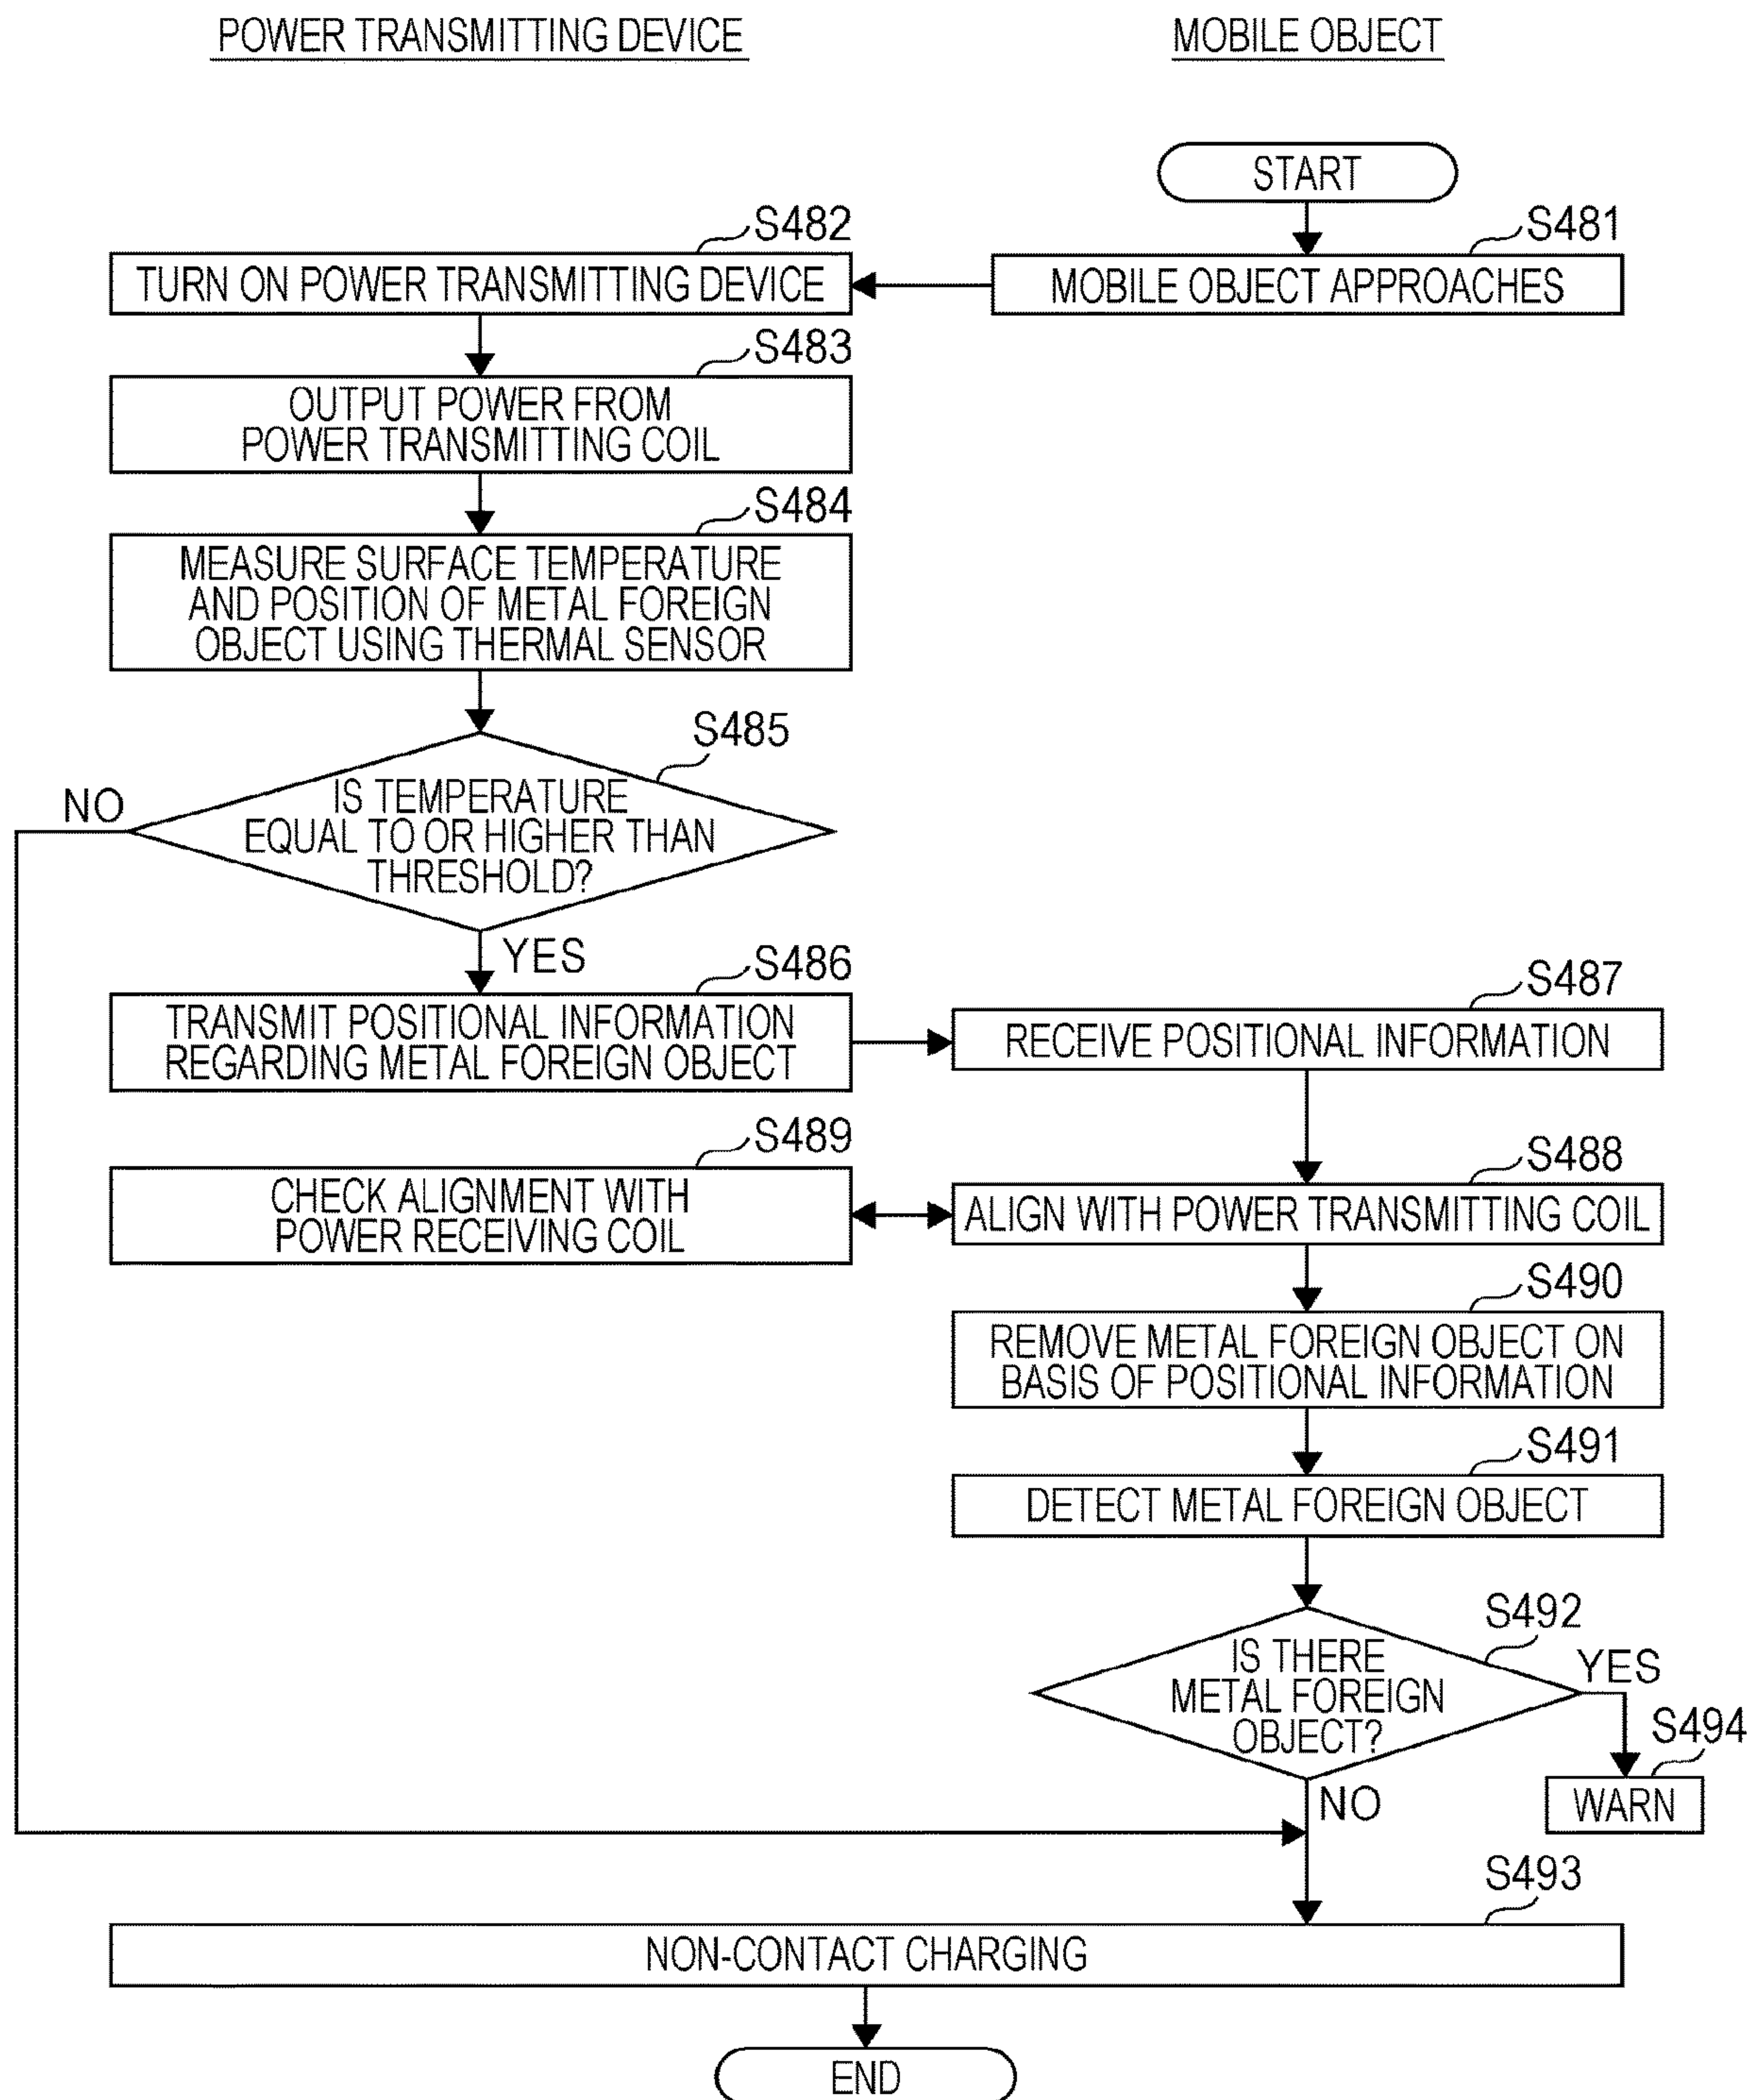 POWER TRANSMITTING DEVICE
MOBILE OBJECT
START
S481
MOBILE OBJECT APPROACHES
S482
TURN ON POWER TRANSMITTING DEVICE
S483
OUTPUT POWER FROM
POWER TRANSMITTING COIL
S484
MEASURE SURFACE TEMPERATURE
AND POSITION OF METAL FOREIGN
OBJECT USING THERMAL SENSOR
S485
IS TEMPERATURE
EQUAL TO OR HIGHER THAN
THRESHOLD?
NO
YES
S486
TRANSMIT POSITIONAL INFORMATION
REGARDING METAL FOREIGN OBJECT
S487
RECEIVE POSITIONAL INFORMATION
S488
ALIGN WITH POWER TRANSMITTING COIL
S489
CHECK ALIGNMENT WITH
POWER RECEIVING COIL
S490
REMOVE METAL FOREIGN OBJECT ON
BASIS OF POSITIONAL INFORMATION
S491
DETECT METAL FOREIGN OBJECT
S492
IS THERE
METAL FOREIGN
OBJECT?
YES
S494
WARN
NO
S493
NON-CONTACT CHARGING
END